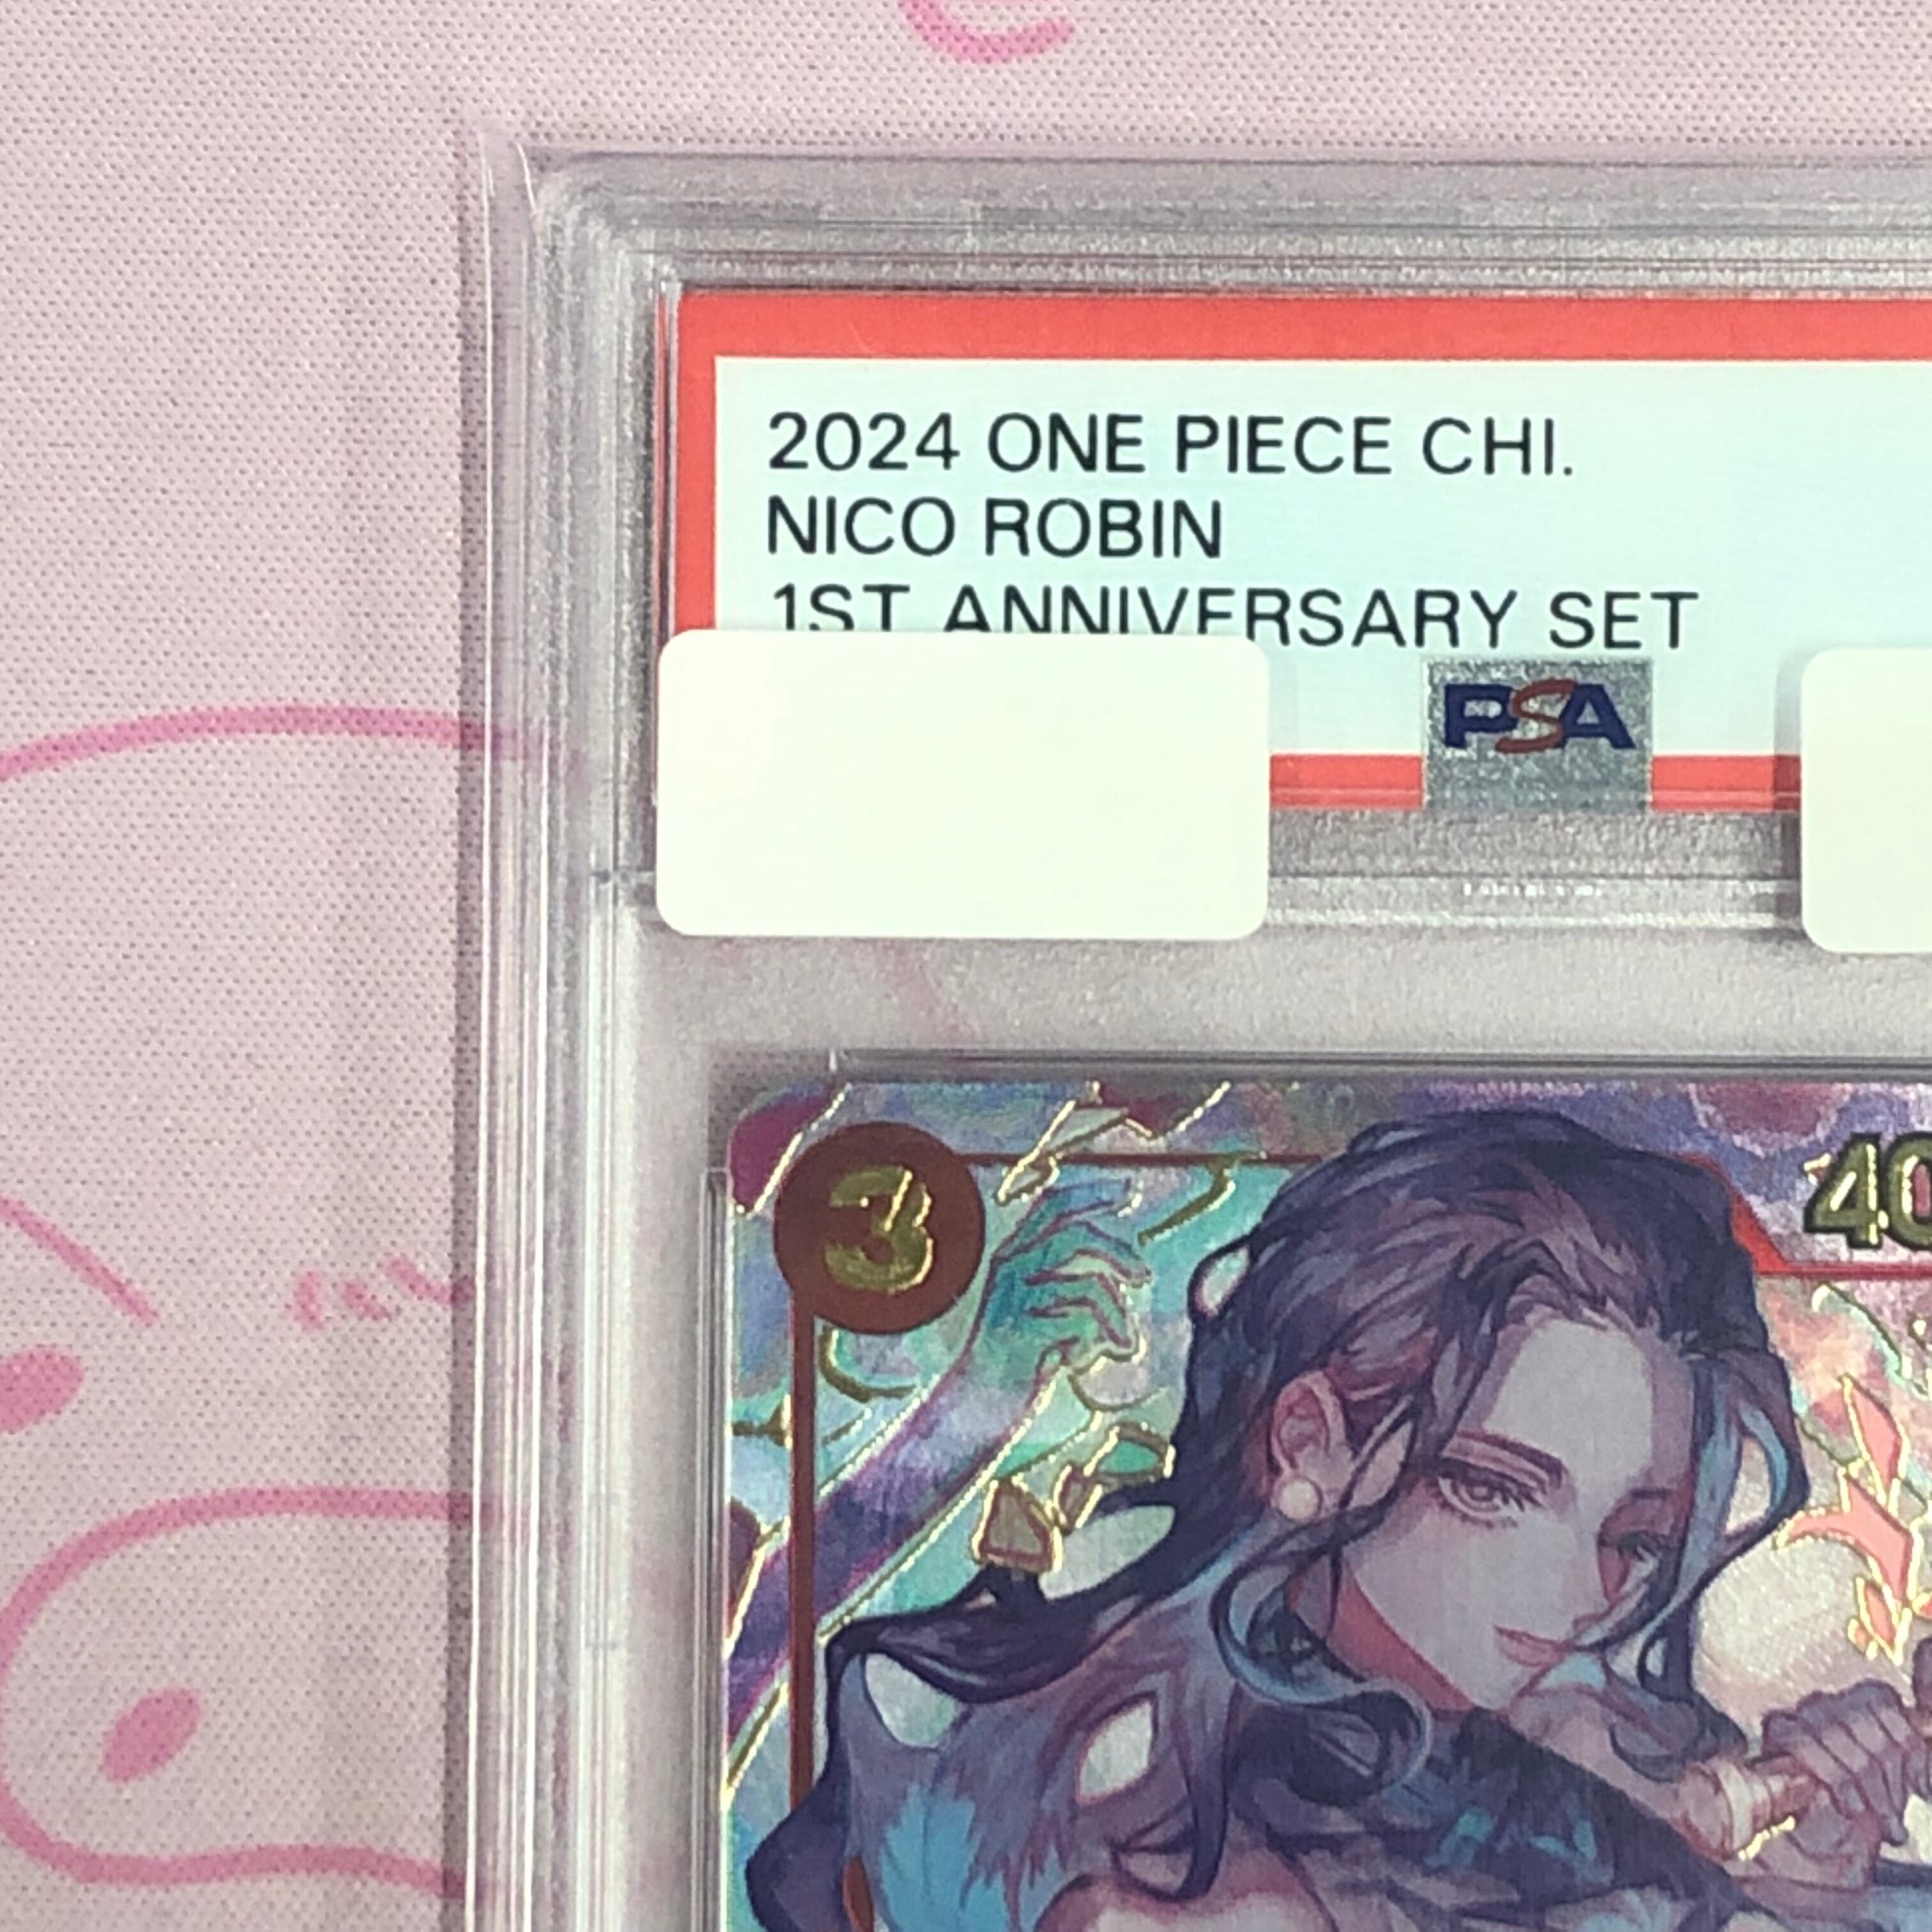 2024 ONE PIECE CHI.
NICO ROBIN
1ST ANNIVERSARY SET
PSA
3
40